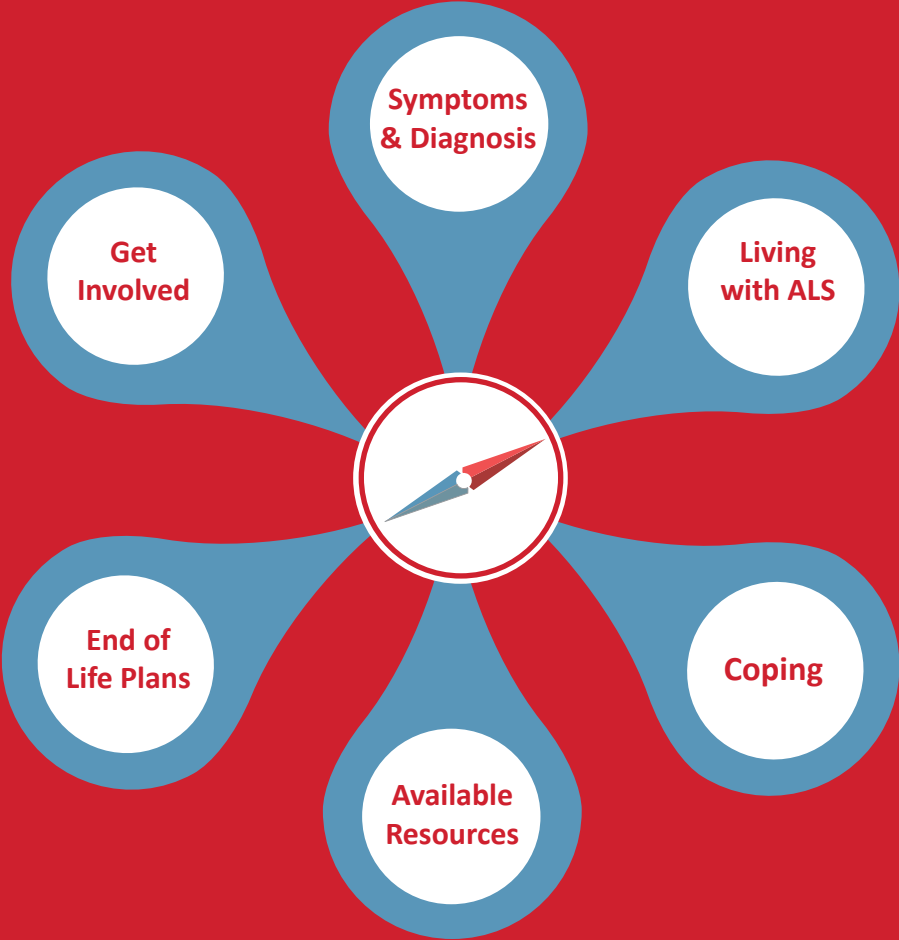 Symptoms
& Diagnosis
Get
Involved
Living
with ALS
End of
Life Plans
Coping
Available
Resources